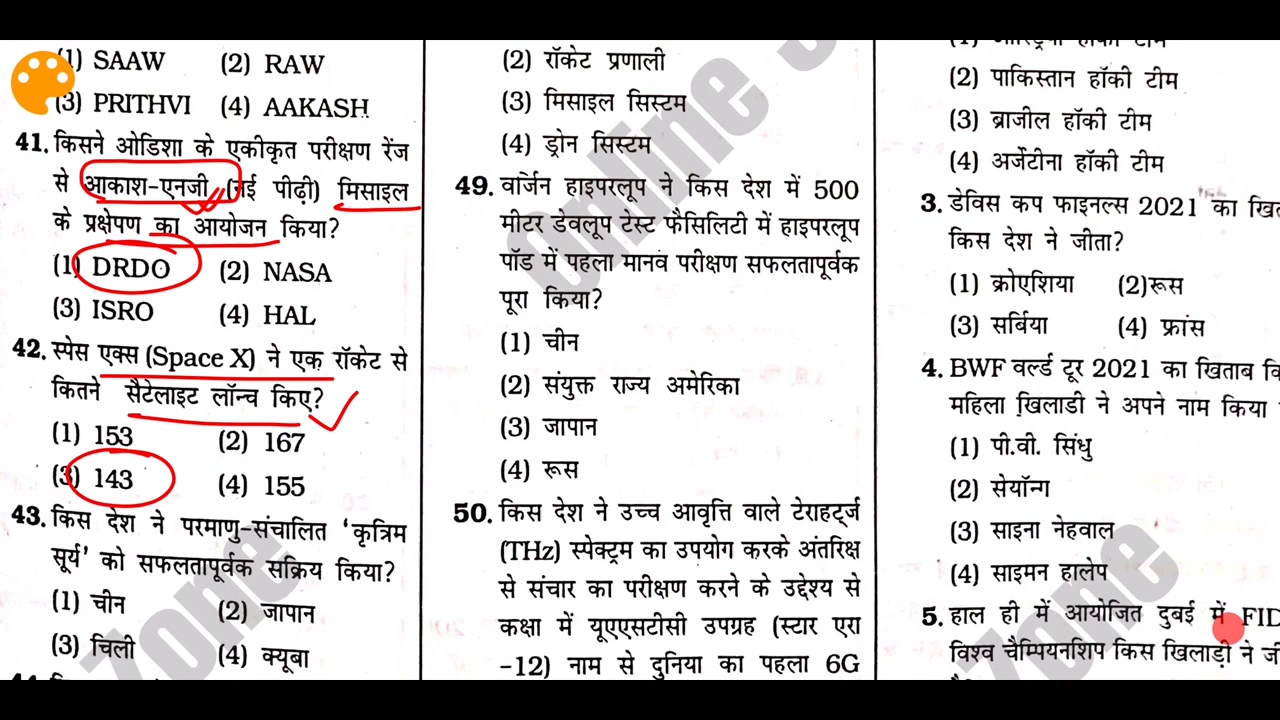 (1) SAAW (2) RAW
(3) PRITHVI (4) AAKASH
41. किसने ओडिशा के एकीकृत परीक्षण रेंज
से आकाश-एनजी (नई पीढ़ी) मिसाइल
के प्रक्षेपण का आयोजन किया?
(1) DRDO (2) NASA
(3) ISRO (4) HAL
42. स्पेस एक्स (Space X) ने एक रॉकेट से
कितने सैटेलाइट लॉन्च किए?
(1) 153 (2) 167
(3) 143 (4) 155
43. किस देश ने परमाणु-संचालित 'कृत्रिम
सूर्य' को सफलतापूर्वक सक्रिय किया?
(1) चीन (2) जापान
(3) चिली (4) क्यूबा
(2) रॉकेट प्रणाली
(3) मिसाइल सिस्टम
(4) ड्रोन सिस्टम
49. वार्जिन हाइपरलूप ने किस देश में 500
मीटर डेवलूप टेस्ट फैसिलिटी में हाइपरलूप
पॉड में पहला मानव परीक्षण सफलतापूर्वक
पूरा किया?
(1) चीन
(2) संयुक्त राज्य अमेरिका
(3) जापान
(4) रूस
50. किस देश ने उच्च आवृत्ति वाले टेराहर्ट्ज
(THz) स्पेक्ट्रम का उपयोग करके अंतरिक्ष
से संचार का परीक्षण करने के उद्देश्य से
कक्षा में यूएएसटीसी उपग्रह (स्टार एरा
-12) नाम से दुनिया का पहला 6G
(2) पाकिस्तान हॉकी टीम
(3) ब्राजील हॉकी टीम
(4) अर्जेंटीना हॉकी टीम
3. डेविस कप फाइनल्स 2021 का
किस देश ने जीता?
(1) क्रोएशिया (2) रूस
(3) सर्बिया (4) फ्रांस
4. BWF वर्ल्ड टूर 2021 का खिताब
महिला खिलाडी ने अपने नाम किया
(1) पी.वी. सिंधु
(2) सेयॉन्ग
(3) साइना नेहवाल
(4) साइमन हालेप
5. हाल ही में आयोजित दुबई में FID
विश्व चैम्पियनशिप किस खिलाड़ी ने
Online
Zone
Zone